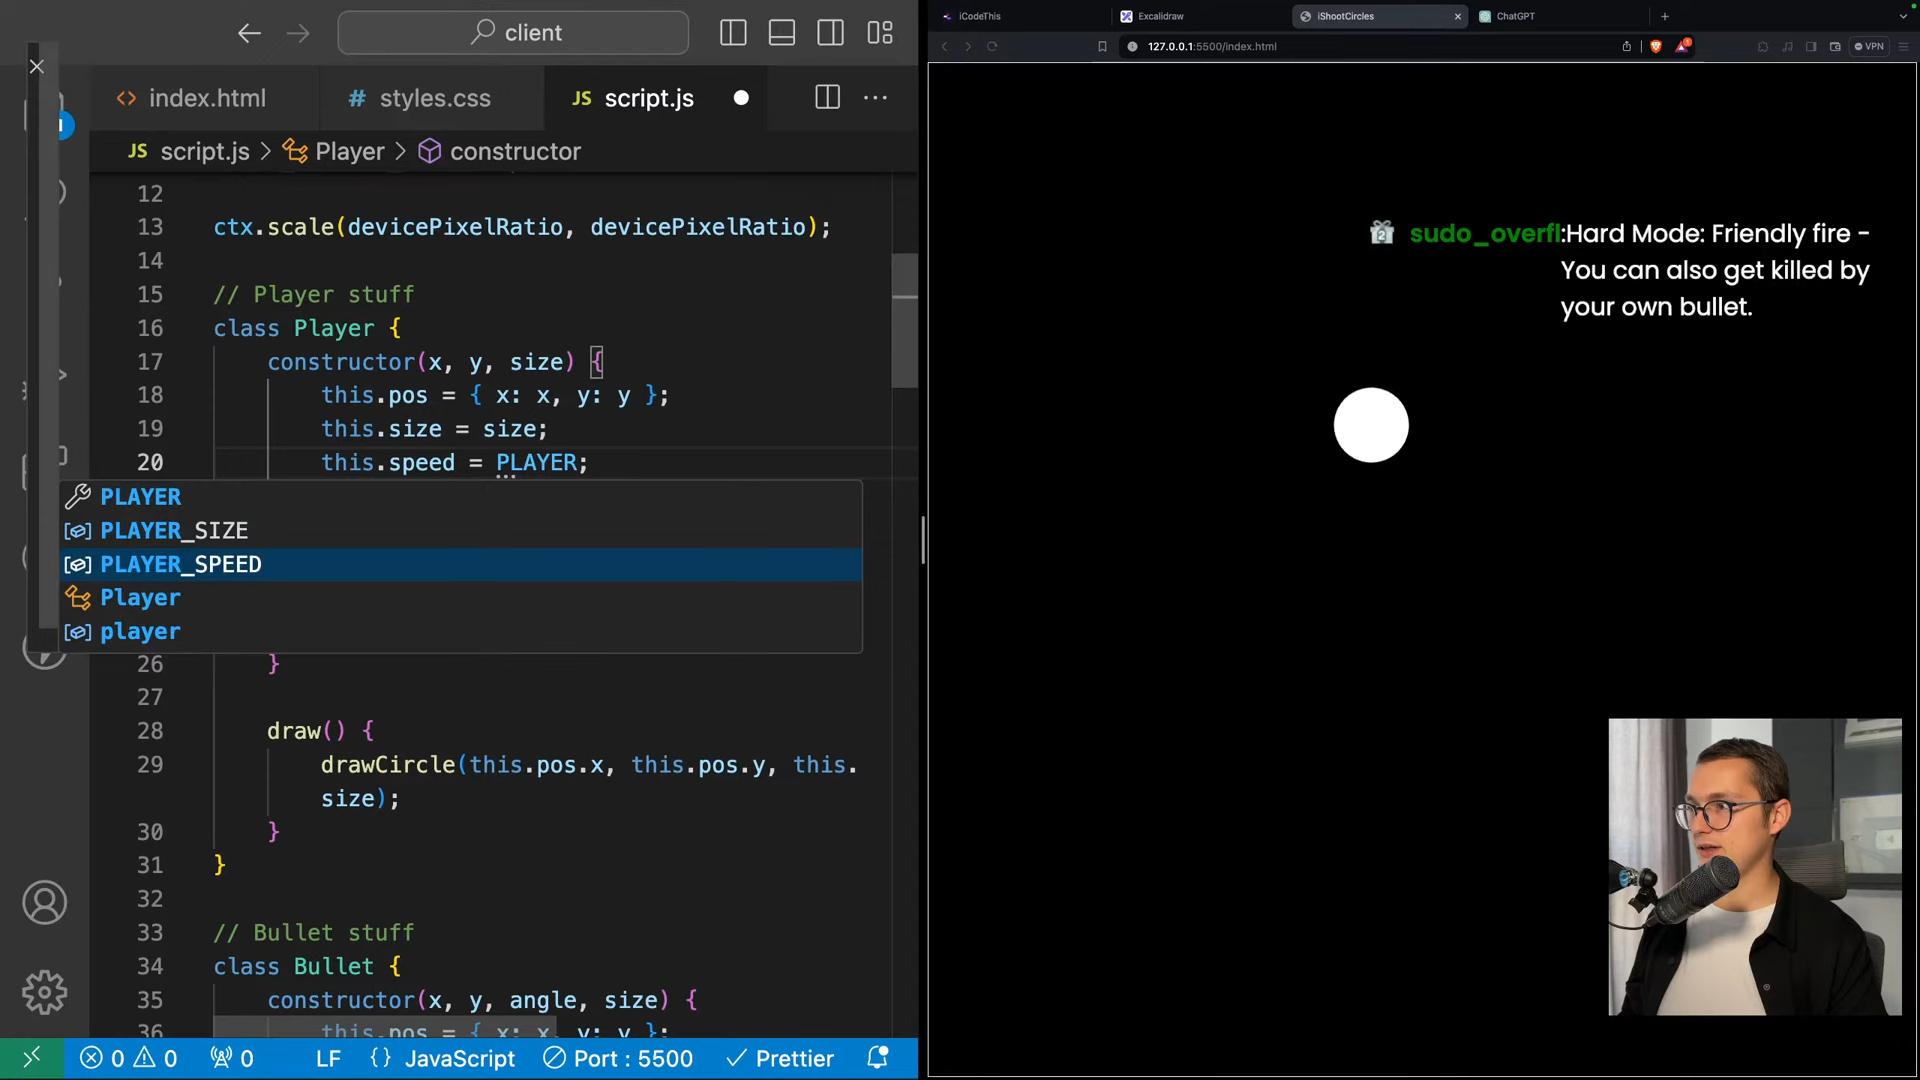 client
index.html
# styles.css
JS script.js
JS script.js > Player > constructor
12
13 ctx.scale(devicePixelRatio, devicePixelRatio);
14
15 // Player stuff
16 class Player {
17 constructor(x, y, size) {
18 this.pos = { x: x, y: y };
19 this.size = size;
20 this.speed = PLAYER;
PLAYER
PLAYER_SIZE
PLAYER_SPEED
Player
player
26 }
27
28 draw() {
29 drawCircle(this.pos.x, this.pos.y, this.
size);
30 }
31 }
32
33 // Bullet stuff
34 class Bullet {
35 constructor(x, y, angle, size) {
36 this.pos = { x: x, y: y };
0 0 0 LF {} JavaScript Port : 5500 Prettier
iCodeThis
Excalidraw
iShootCircles
ChatGPT
127.0.0.1:5500/index.html
1
VPN
2 sudo_overfl:Hard Mode: Friendly fire -
You can also get killed by
your own bullet.